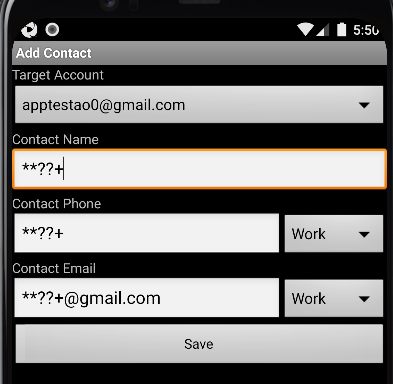 5:50
Add Contact
Target Account
apptestao0@gmail.com
Contact Name
**??+
Contact Phone
**??+ Work
Contact Email
**??+@gmail.com Work
Save